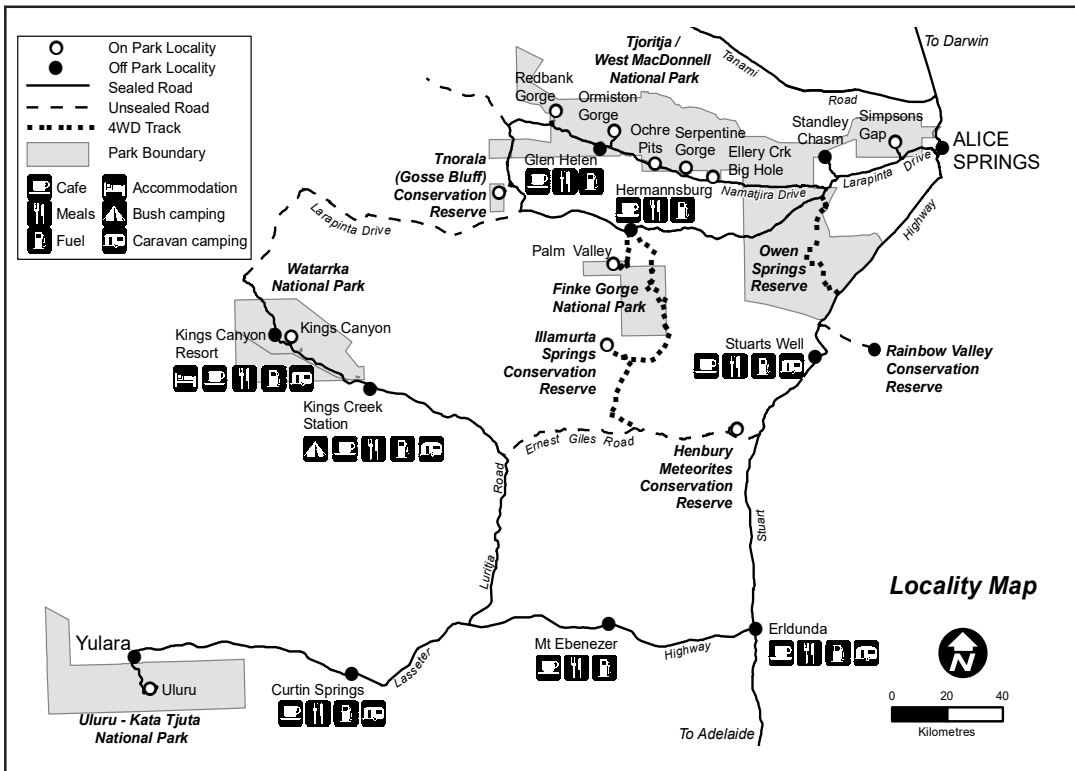 On Park Locality
Off Park Locality
Sealed Road
Unsealed Road
4WD Track
Park Boundary
Cafe
Accommodation
Meals
Bush camping
Fuel
Caravan camping
To Darwin
Tjoritja /
West MacDonnell
National Park
Tanami
Road
Redbank
Gorge
Ormiston
Gorge
Ochre
Pits
Serpentine
Gorge
Ellery Crk
Big Hole
Standley
Chasm
Simpsons
Gap
ALICE
SPRINGS
Glen Helen
Namatjira Drive
Larapinta Drive
Highway
Tnorala
(Gosse Bluff)
Conservation
Reserve
Hermannsburg
Larapinta Drive
Palm Valley
Finke Gorge
National Park
Owen
Springs
Reserve
Watarrka
National Park
Kings Canyon
Kings Canyon
Resort
Illamurta
Springs
Conservation
Reserve
Stuarts Well
Rainbow Valley
Conservation
Reserve
Kings Creek
Station
Ernest Giles Road
Henbury
Meteorites
Conservation
Reserve
Road
Luritja
Stuart
Locality Map
N
0 20 40
Kilometres
Yulara
Uluru
Uluru - Kata Tjuta
National Park
Curtin Springs
Lasseter
Mt Ebenezer
Highway
Erldunda
To Adelaide